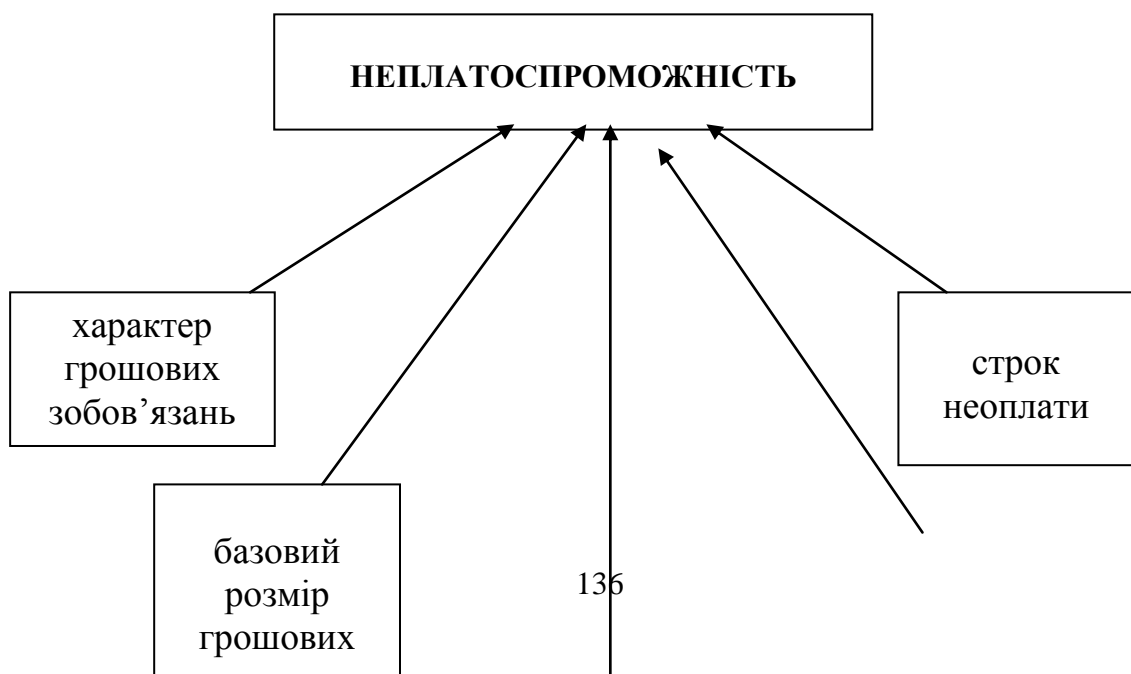 НЕПЛАТОСПРОМОЖНІСТЬ
характер
грошових
зобов’язань
строк
неоплати
базовий
розмір
грошових
136